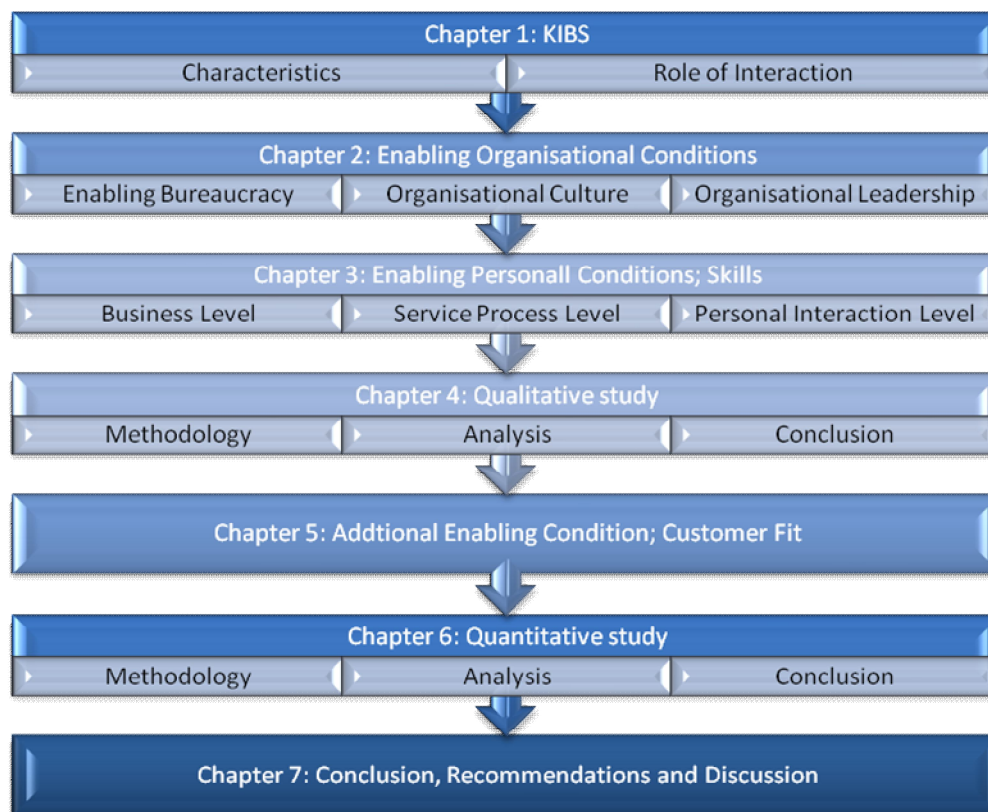 Chapter 1: KIBS
Characteristics
Role of Interaction
Chapter 2: Enabling Organisational Conditions
Enabling Bureaucracy
Organisational Culture
Organisational Leadership
Chapter 3: Enabling Personall Conditions; Skills
Business Level
Service Process Level
Personal Interaction Level
Chapter 4: Qualitative study
Methodology
Analysis
Conclusion
Chapter 5: Addtional Enabling Condition; Customer Fit
Chapter 6: Quantitative study
Methodology
Analysis
Conclusion
Chapter 7: Conclusion, Recommendations and Discussion